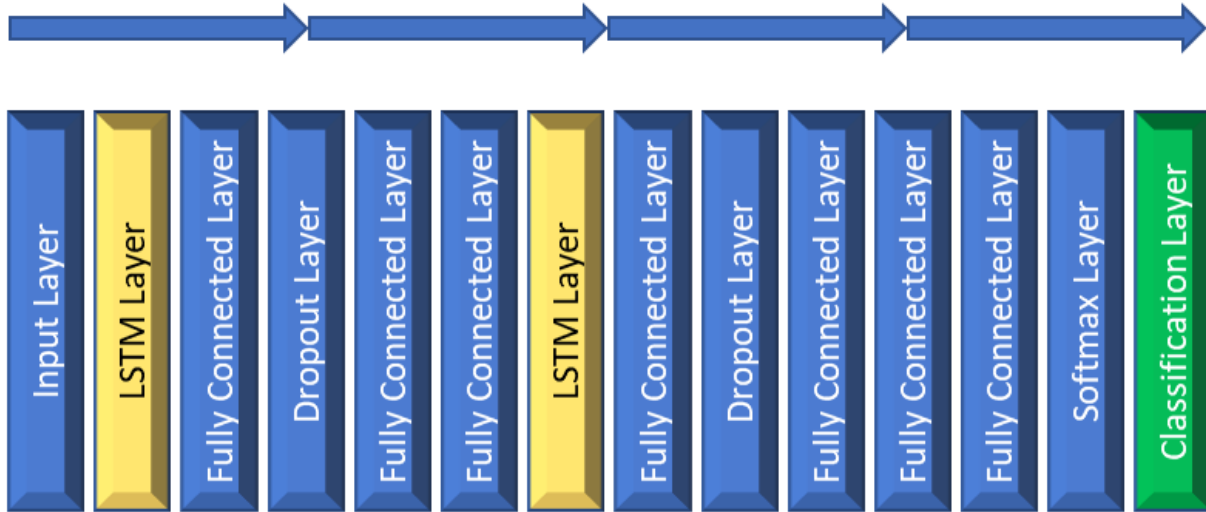 Input Layer
LSTM Layer
Fully Connected Layer
Dropout Layer
Fully Connected Layer
Fully Connected Layer
LSTM Layer
Fully Connected Layer
Dropout Layer
Fully Connected Layer
Fully Connected Layer
Fully Connected Layer
Softmax Layer
Classification Layer